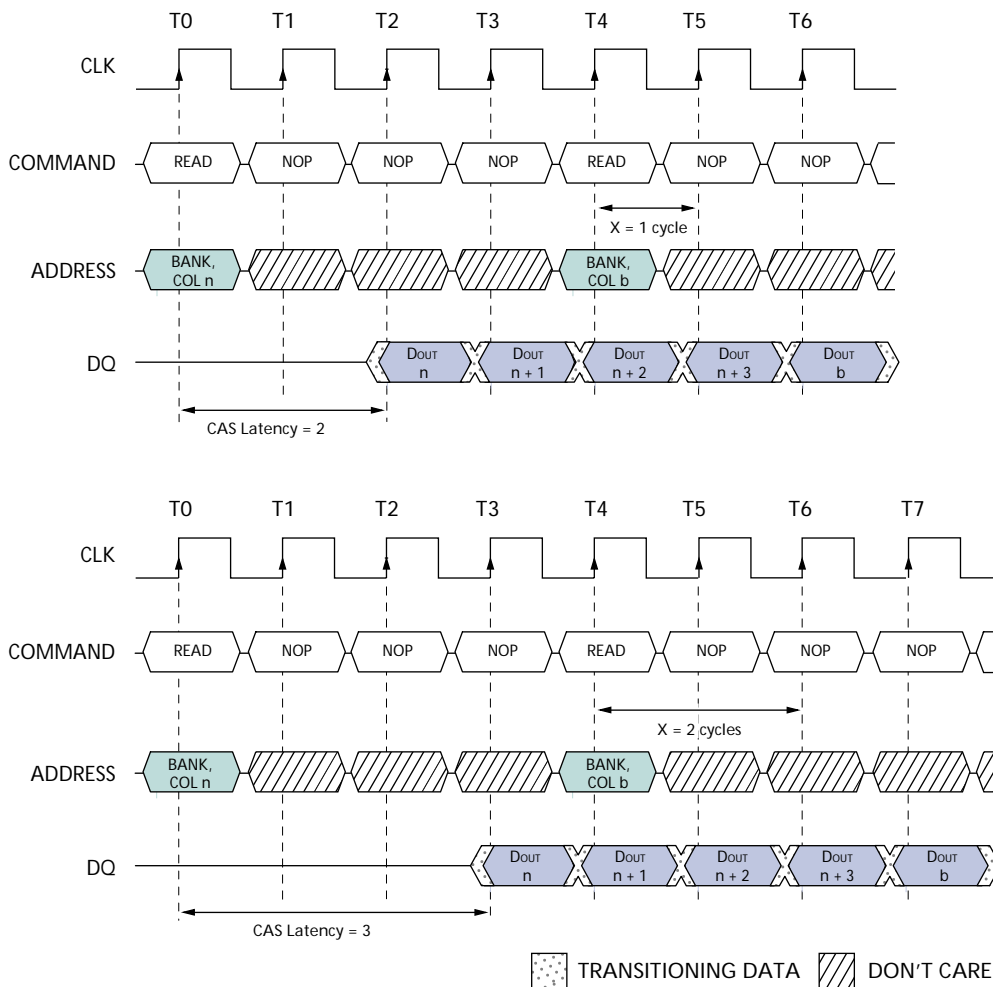 T0 T1 T2 T3 T4 T5 T6
CLK
COMMAND READ NOP NOP NOP READ NOP NOP
X = 1 cycle
ADDRESS BANK, COL n BANK, COL b
DQ DOUT n DOUT n + 1 DOUT n + 2 DOUT n + 3 DOUT b
CAS Latency = 2
T0 T1 T2 T3 T4 T5 T6 T7
CLK
COMMAND READ NOP NOP NOP READ NOP NOP NOP
X = 2 cycles
ADDRESS BANK, COL n BANK, COL b
DQ DOUT n DOUT n + 1 DOUT n + 2 DOUT n + 3 DOUT b
CAS Latency = 3
TRANSITIONING DATA DON'T CARE